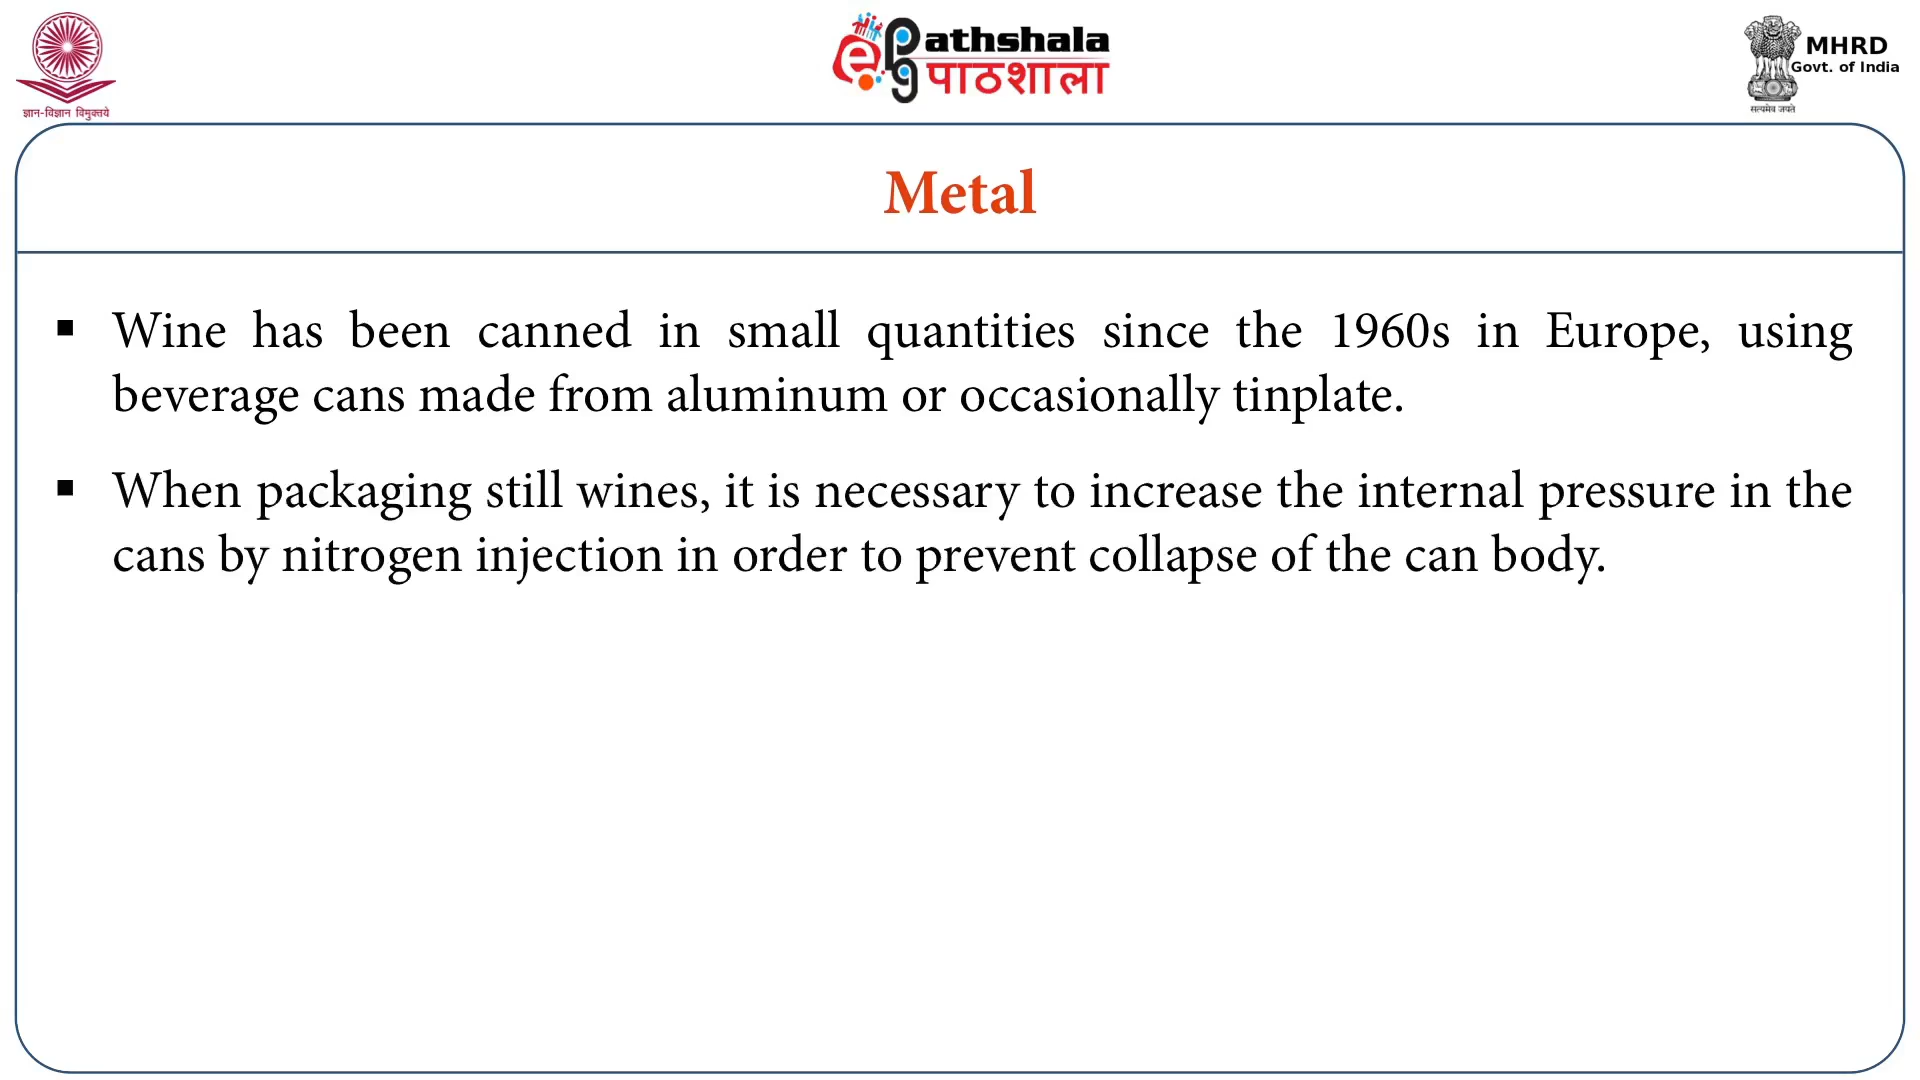 ज्ञान-विज्ञान विमुक्तये
e
pg
athshala
पाठशाला
MHRD
Govt. of India
सत्यमेव जयते
Metal
▪ Wine has been canned in small quantities since the 1960s in Europe, using
beverage cans made from aluminum or occasionally tinplate.
▪ When packaging still wines, it is necessary to increase the internal pressure in the
cans by nitrogen injection in order to prevent collapse of the can body.